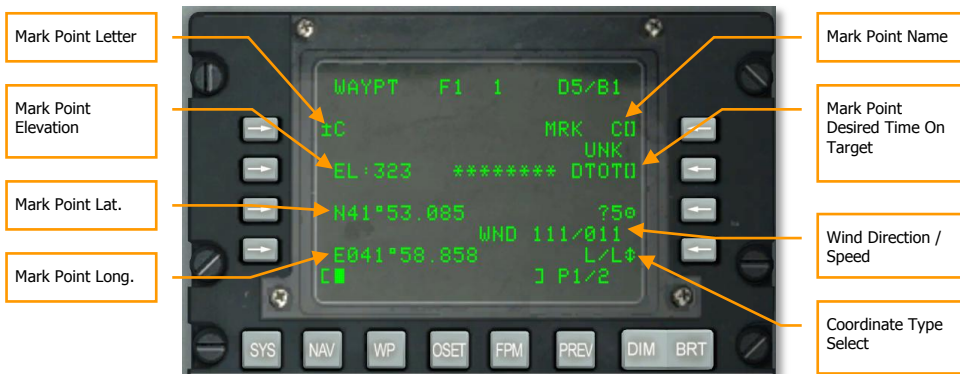 Mark Point Letter
Mark Point Elevation
Mark Point Lat.
Mark Point Long.
WAYPT F1 1 D5/B1
±C MRK C[]
UNK
EL:323 ******** DTOT[]
N41°53.085 ?5⊙
WND 111/011
E041°58.858 L/L↕
[■ ] P1/2
SYS NAV WP OSET FPM PREV DIM BRT
Mark Point Name
Mark Point
Desired Time On
Target
Wind Direction /
Speed
Coordinate Type
Select